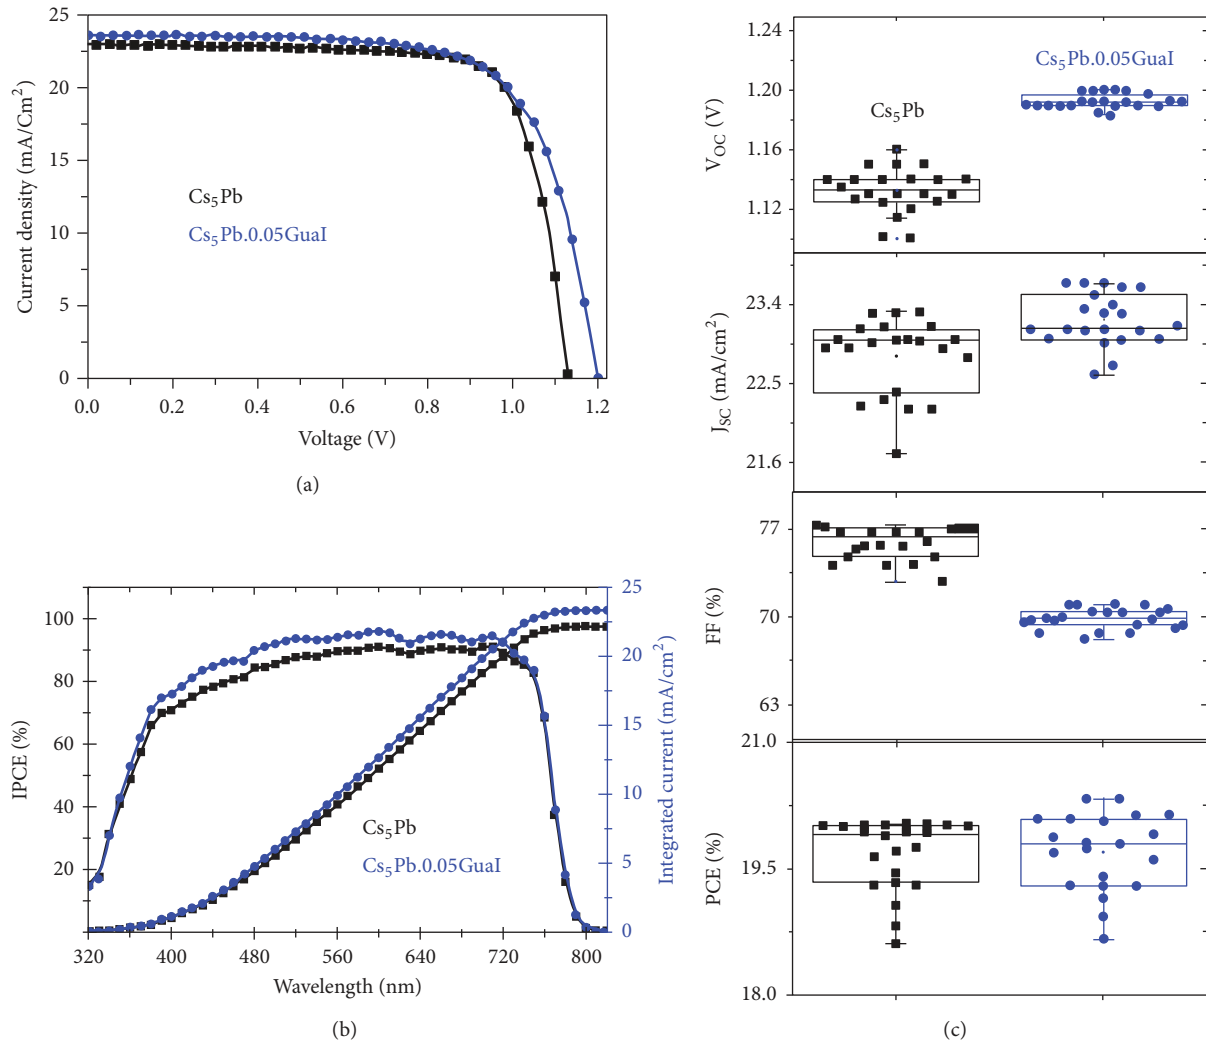 25
20
15
10
5
0
Current density (mA/Cm²)
Cs₅Pb
Cs₅Pb.0.05GuaI
0.0 0.2 0.4 0.6 0.8 1.0 1.2
Voltage (V)
(a)
100
80
60
40
20
IPCE (%)
25
20
15
10
5
0
Integrated current (mA/cm²)
Cs₅Pb
Cs₅Pb.0.05GuaI
320 400 480 560 640 720 800
Wavelength (nm)
(b)
1.24
1.20
1.16
1.12
V_OC (V)
Cs₅Pb
Cs₅Pb.0.05GuaI
23.4
22.5
21.6
J_SC (mA/cm²)
77
70
63
FF (%)
21.0
19.5
18.0
PCE (%)
(c)